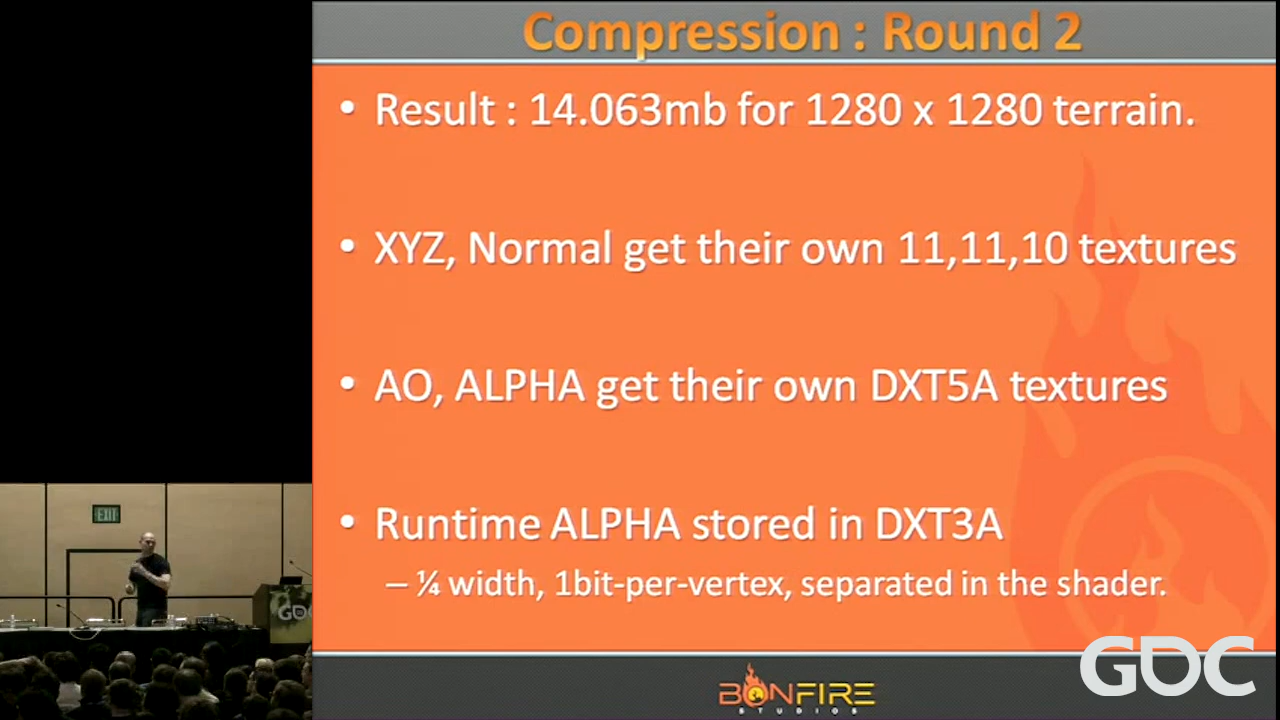 Compression : Round 2
• Result : 14.063mb for 1280 x 1280 terrain.
• XYZ, Normal get their own 11,11,10 textures
• AO, ALPHA get their own DXT5A textures
• Runtime ALPHA stored in DXT3A
– ¼ width, 1bit-per-vertex, separated in the shader.
BONFIRE
STUDIOS
GDC
EXIT
GDC